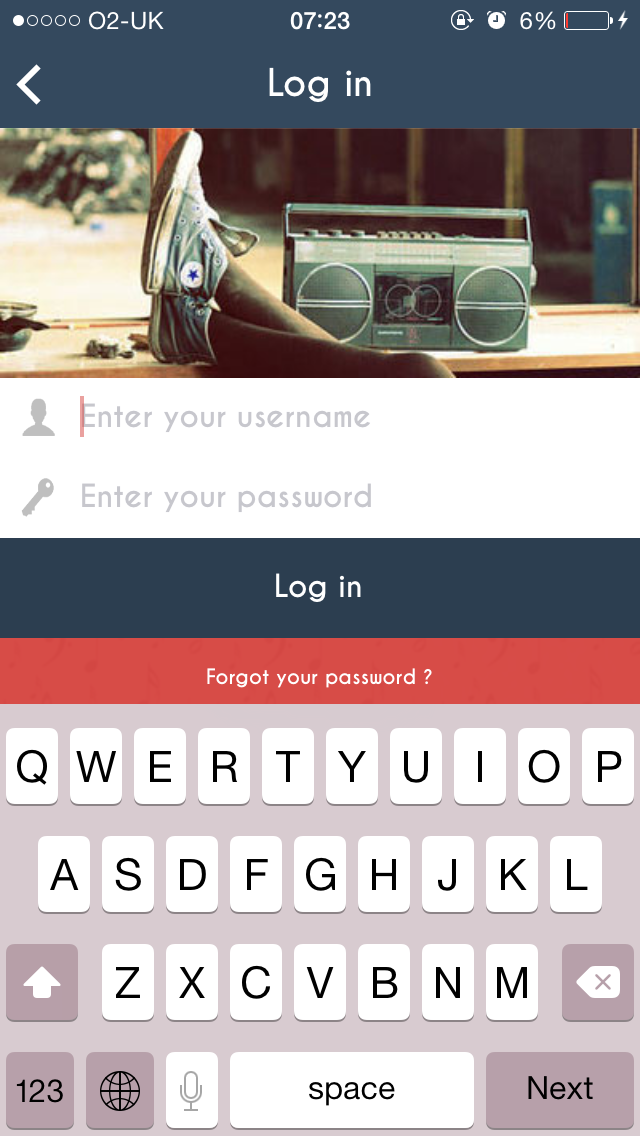 O2-UK 07:23 6%
Log in
Enter your username
Enter your password
Log in
Forgot your password ?
Q W E R T Y U I O P
A S D F G H J K L
Z X C V B N M
123 space Next